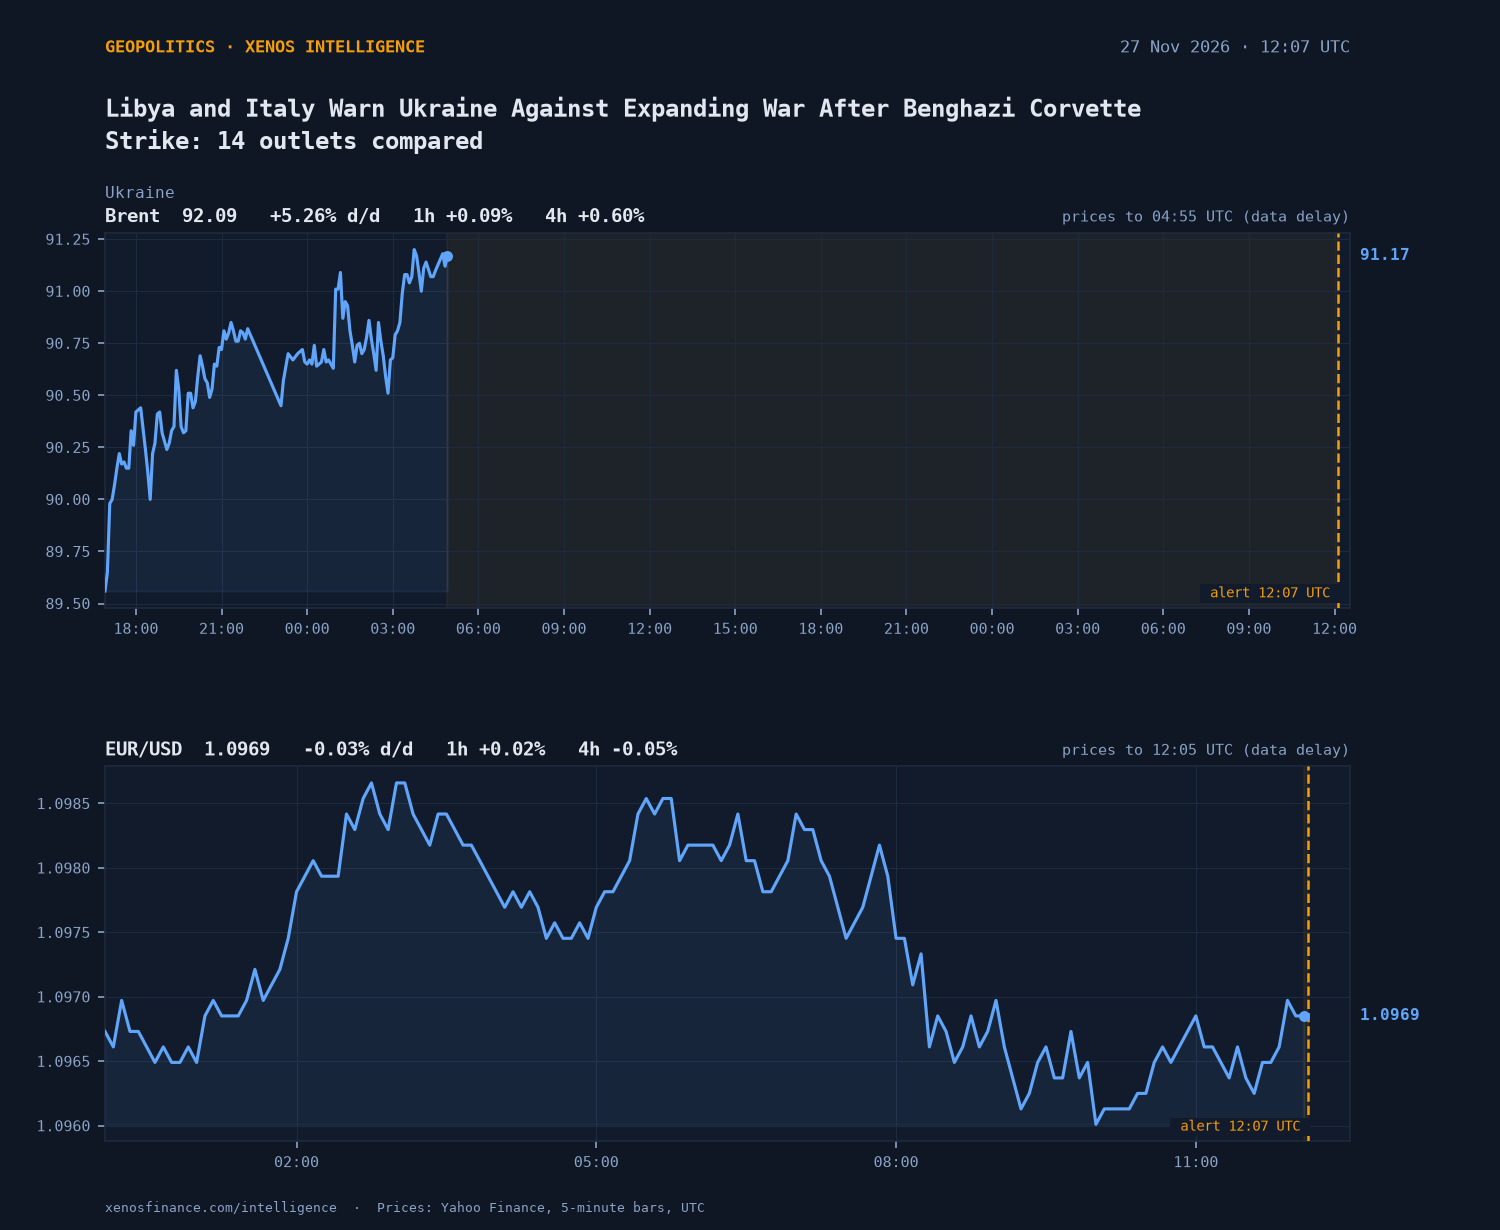 GEOPOLITICS · XENOS INTELLIGENCE
27 Nov 2026 · 12:07 UTC
Libya and Italy Warn Ukraine Against Expanding War After Benghazi Corvette
Strike: 14 outlets compared
Ukraine
Brent 92.09 +5.26% d/d 1h +0.09% 4h +0.60%
prices to 04:55 UTC (data delay)
91.25
91.00
90.75
90.50
90.25
90.00
89.75
89.50
91.17
alert 12:07 UTC
18:00 21:00 00:00 03:00 06:00 09:00 12:00 15:00 18:00 21:00 00:00 03:00 06:00 09:00 12:00
EUR/USD 1.0969 -0.03% d/d 1h +0.02% 4h -0.05%
prices to 12:05 UTC (data delay)
1.0985
1.0980
1.0975
1.0970
1.0965
1.0960
1.0969
alert 12:07 UTC
02:00 05:00 08:00 11:00
xenosfinance.com/intelligence · Prices: Yahoo Finance, 5-minute bars, UTC